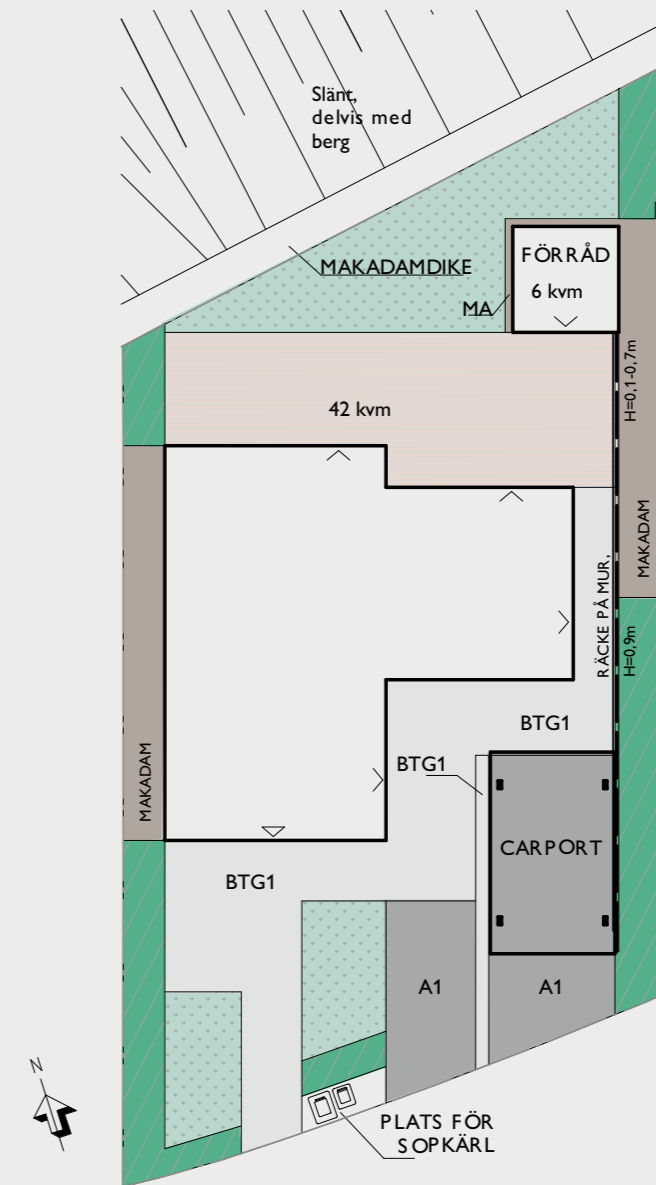 Slänt,
delvis med
berg
MAKADAMDIKE
FÖRRÅD
6 kvm
MA
H=0,1-0,7m
42 kvm
MAKADAM
RÄCKE PÅ MUR,
H=0,9m
BTG1
BTG1
MAKADAM
CARPORT
BTG1
A1
A1
N
PLATS FÖR
SOPKÄRL